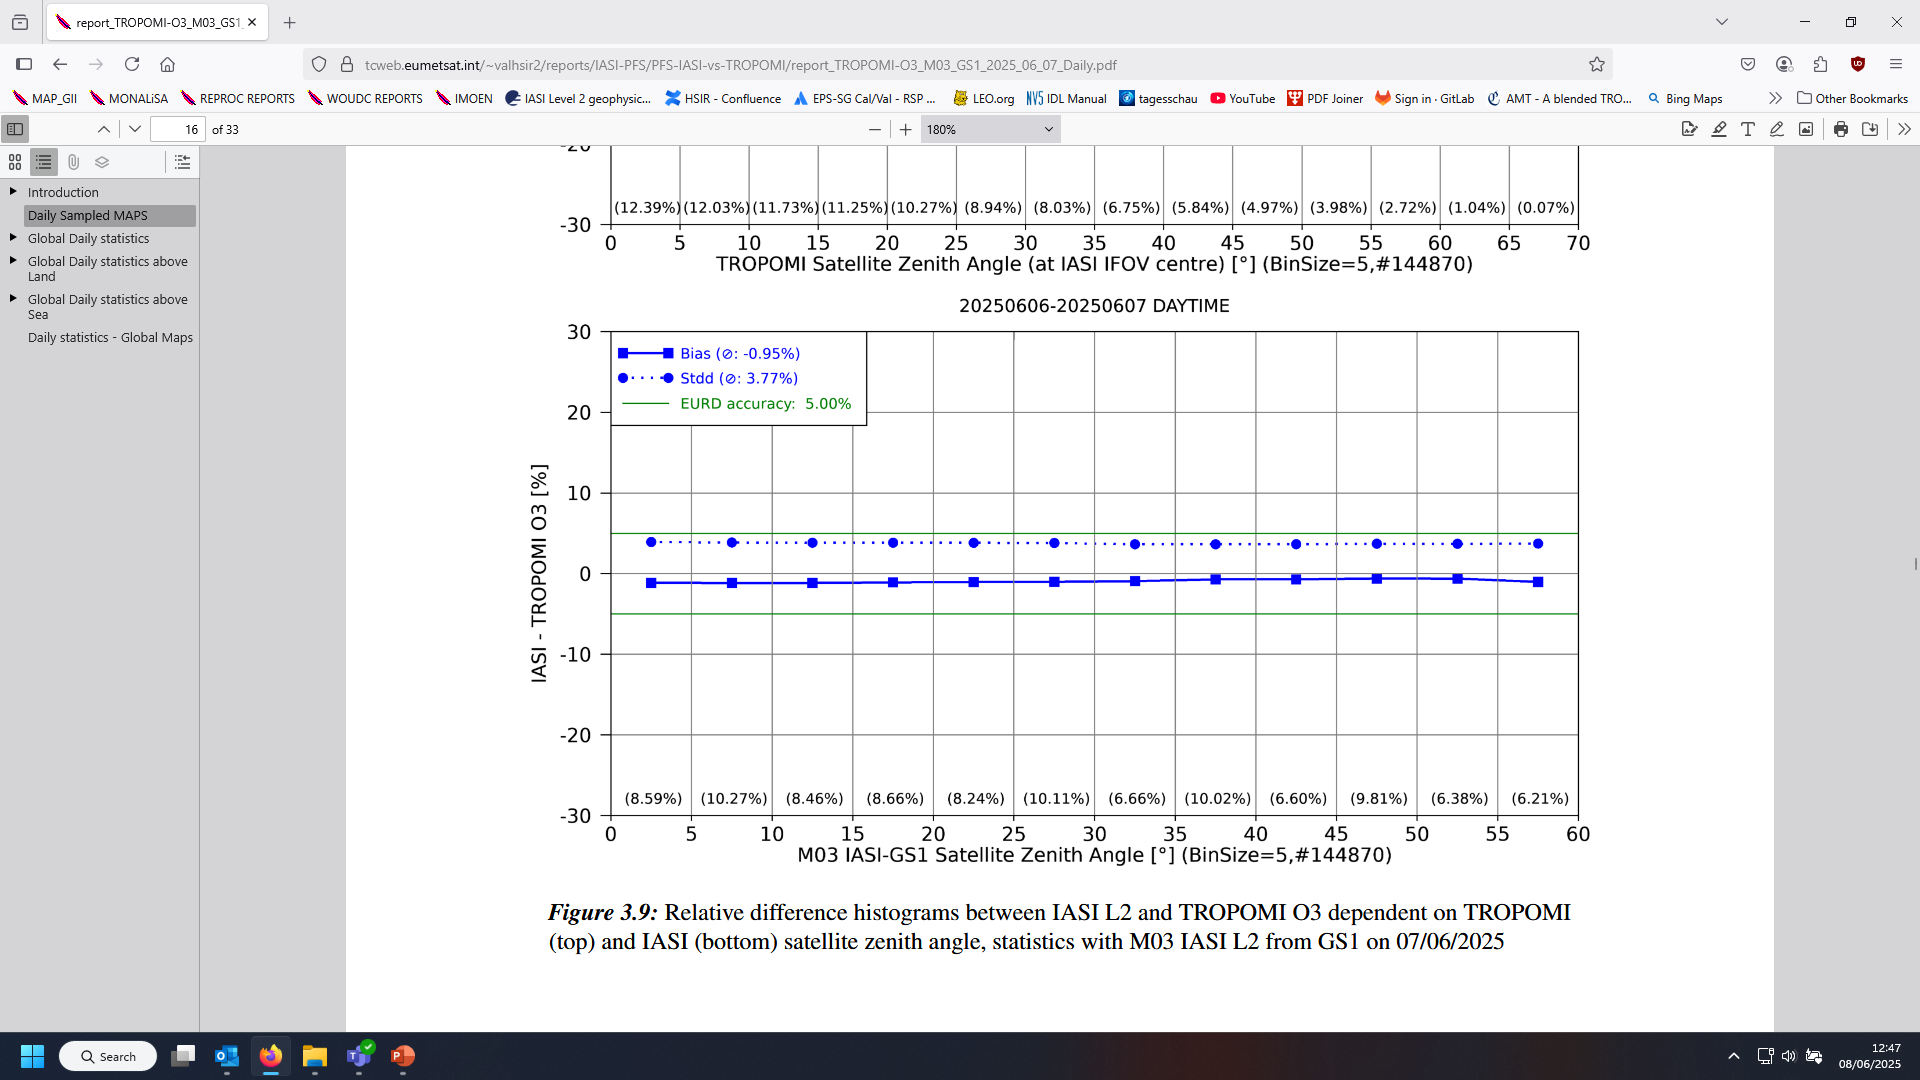 report_TROPOMI-O3_M03_GS1
tcweb.eumetsat.int/~valhsir2/reports/IASI-PFS/PFS-IASI-vs-TROPOMI/report_TROPOMI-O3_M03_GS1_2025_06_07_Daily.pdf
MAP_GII MONALiSA REPROC REPORTS WOUDC REPORTS IMOEN IASI Level 2 geophysic... HSIR - Confluence EPS-SG Cal/Val - RSP ... LEO.org NV5 IDL Manual tagesschau YouTube PDF Joiner Sign in · GitLab AMT - A blended TRO... Bing Maps Other Bookmarks
16 of 33 180%
Introduction
Daily Sampled MAPS
Global Daily statistics
Global Daily statistics above
Land
Global Daily statistics above
Sea
Daily statistics - Global Maps
-20
(12.39%) (12.03%) (11.73%) (11.25%) (10.27%) (8.94%) (8.03%) (6.75%) (5.84%) (4.97%) (3.98%) (2.72%) (1.04%) (0.07%)
-30
0 5 10 15 20 25 30 35 40 45 50 55 60 65 70
TROPOMI Satellite Zenith Angle (at IASI IFOV centre) [°] (BinSize=5,#144870)
20250606-20250607 DAYTIME
30
Bias (⊘: -0.95%)
Stdd (⊘: 3.77%)
EURD accuracy: 5.00%
20
10
0
-10
-20
-30
IASI - TROPOMI O3 [%]
(8.59%) (10.27%) (8.46%) (8.66%) (8.24%) (10.11%) (6.66%) (10.02%) (6.60%) (9.81%) (6.38%) (6.21%)
0 5 10 15 20 25 30 35 40 45 50 55 60
M03 IASI-GS1 Satellite Zenith Angle [°] (BinSize=5,#144870)
Figure 3.9: Relative difference histograms between IASI L2 and TROPOMI O3 dependent on TROPOMI
(top) and IASI (bottom) satellite zenith angle, statistics with M03 IASI L2 from GS1 on 07/06/2025
Search
12:47
08/06/2025